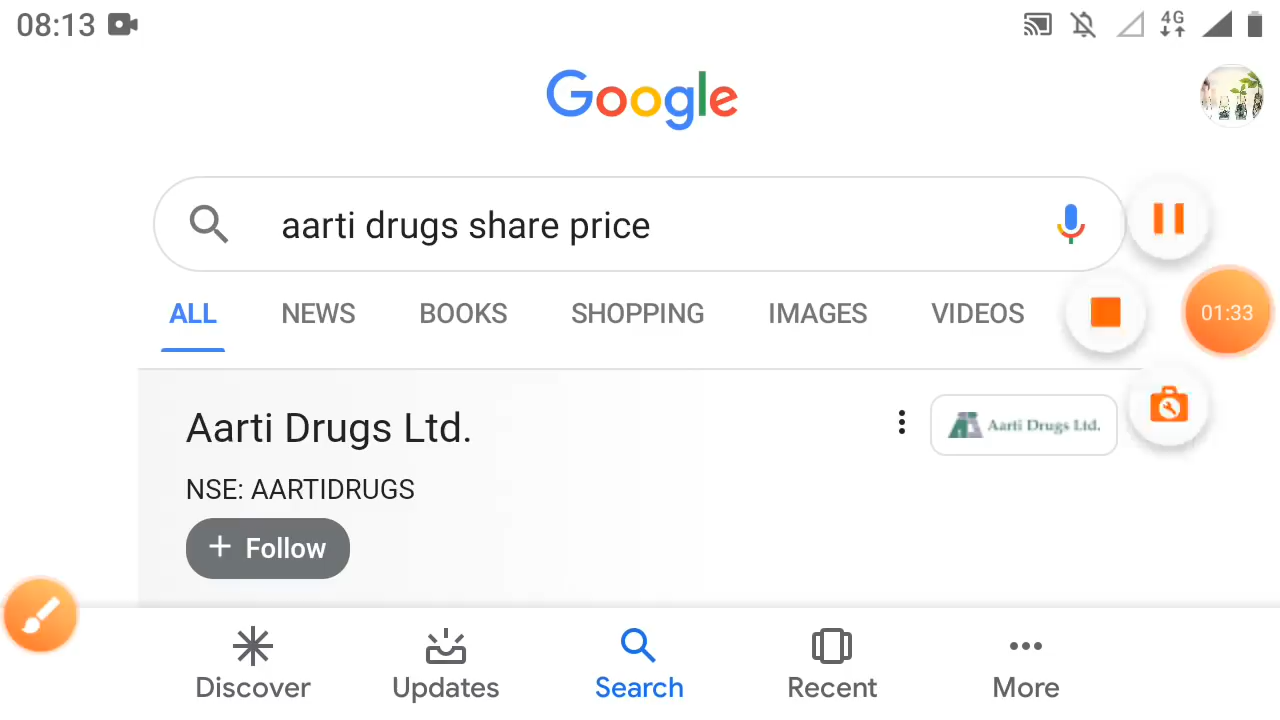 08:13
4G
Google
aarti drugs share price
ALL NEWS BOOKS SHOPPING IMAGES VIDEOS
01:33
Aarti Drugs Ltd.
Aarti Drugs Ltd.
NSE: AARTIDRUGS
+ Follow
Discover Updates Search Recent More